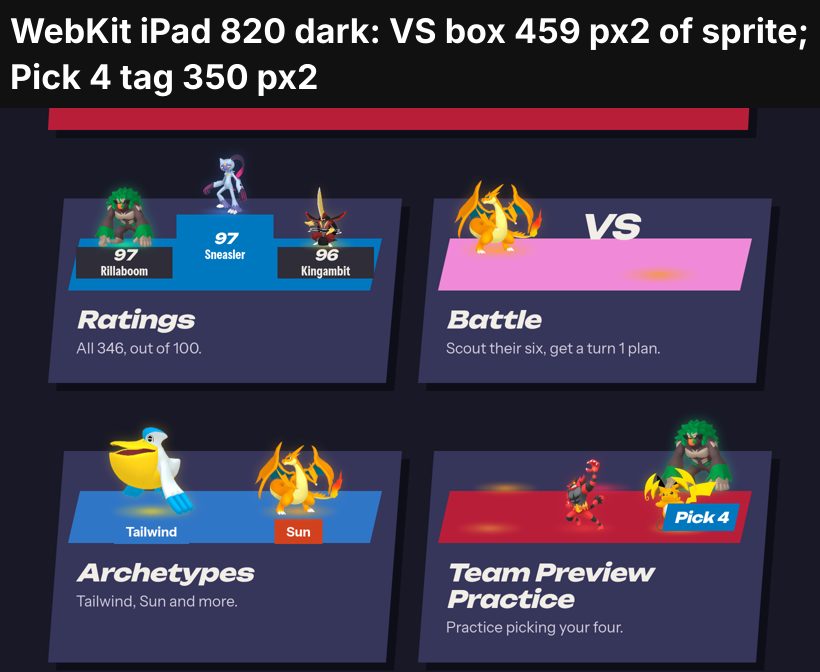 WebKit iPad 820 dark: VS box 459 px2 of sprite;
Pick 4 tag 350 px2
97
Rillaboom
97
Sneasler
96
Kingambit
VS
Ratings
All 346, out of 100.
Battle
Scout their six, get a turn 1 plan.
Tailwind
Sun
Pick 4
Archetypes
Tailwind, Sun and more.
Team Preview
Practice
Practice picking your four.